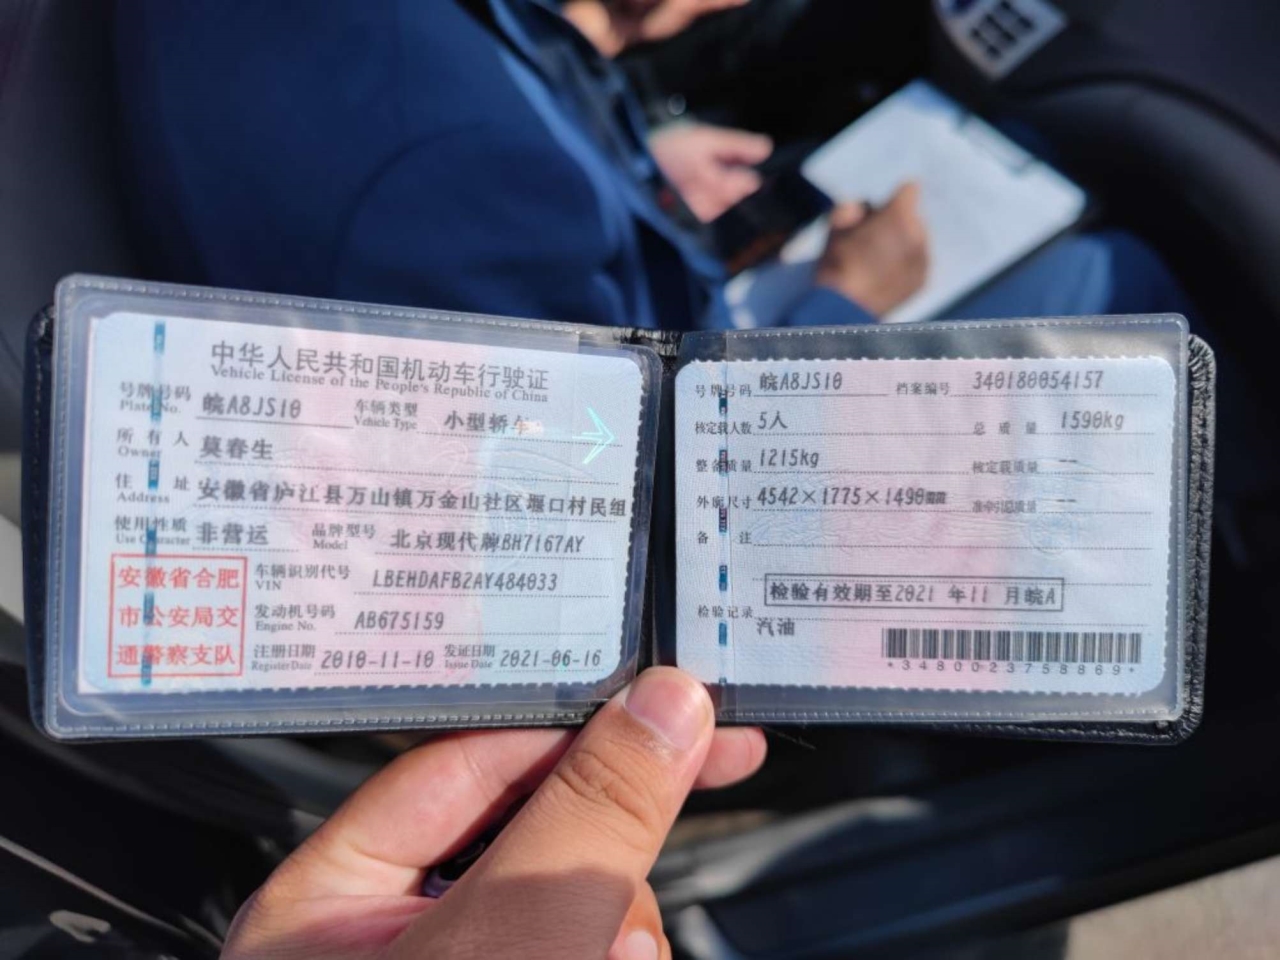 中华人民共和国机动车行驶证
Vehicle License of the People's Republic of China
号牌号码 皖A8JS10 车辆类型 小型轿车
Plate No. Vehicle Type
所有人 莫春生
Owner
住址 安徽省庐江县万山镇万金山社区堰口村民组
Address
使用性质 非营运 品牌型号 北京现代牌BH7167AY
Use Character Model
安徽省合肥
市公安局交
通警察支队
车辆识别代号 LBEHDAFB2AY484033
VIN
发动机号码 AB675159
Engine No.
注册日期 2010-11-10 发证日期 2021-06-16
Register Date Issue Date
号牌号码 皖A8JS10 档案编号 340180054157
核定载人数 5人 总质量 1590kg
整备质量 1215kg 核定载质量 --
外廓尺寸 4542×1775×1490mm 准牵引总质量 --
备注
检验有效期至2021 年11 月皖A
检验记录
汽油
*3480023758869*